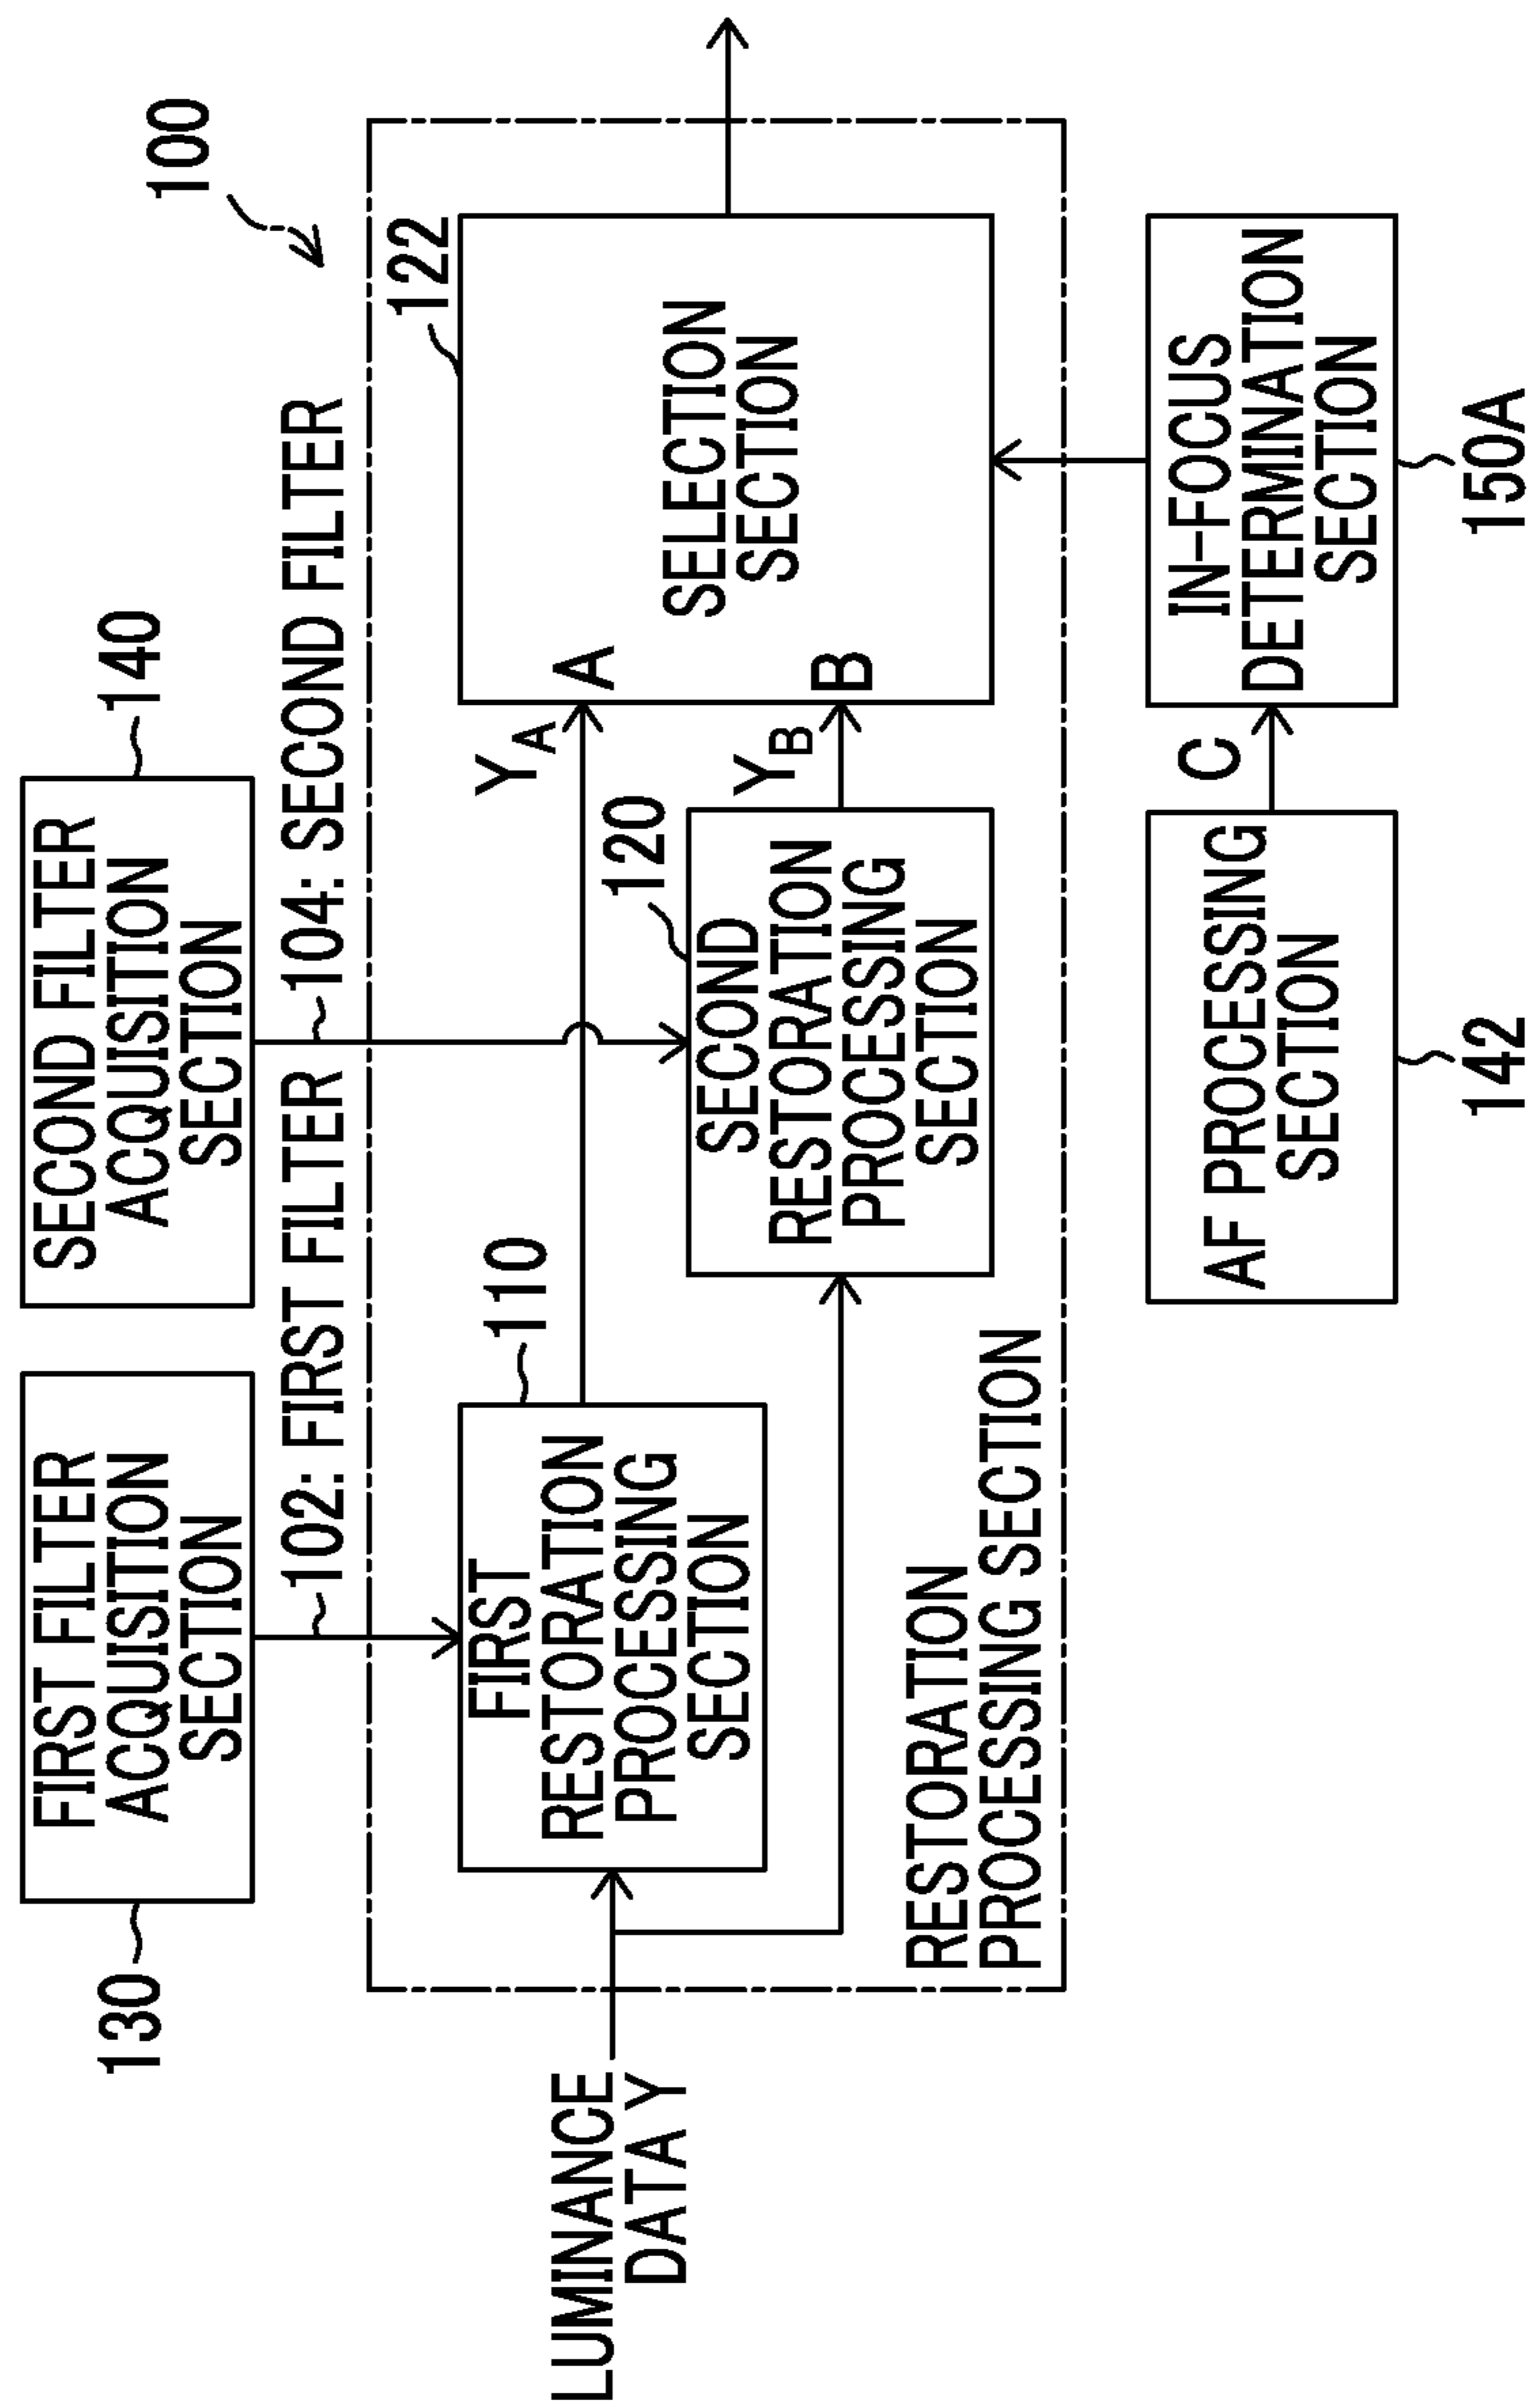 100
130
FIRST FILTER
ACQUISITION
SECTION
SECOND FILTER
ACQUISITION
SECTION
140
102: FIRST FILTER
104: SECOND FILTER
110
FIRST
RESTORATION
PROCESSING
SECTION
LUMINANCE
DATA Y
120
SECOND
RESTORATION
PROCESSING
SECTION
YA
YB
122
A
B
SELECTION
SECTION
RESTORATION
PROCESSING SECTION
AF PROCESSING
SECTION
142
C
IN-FOCUS
DETERMINATION
SECTION
150A